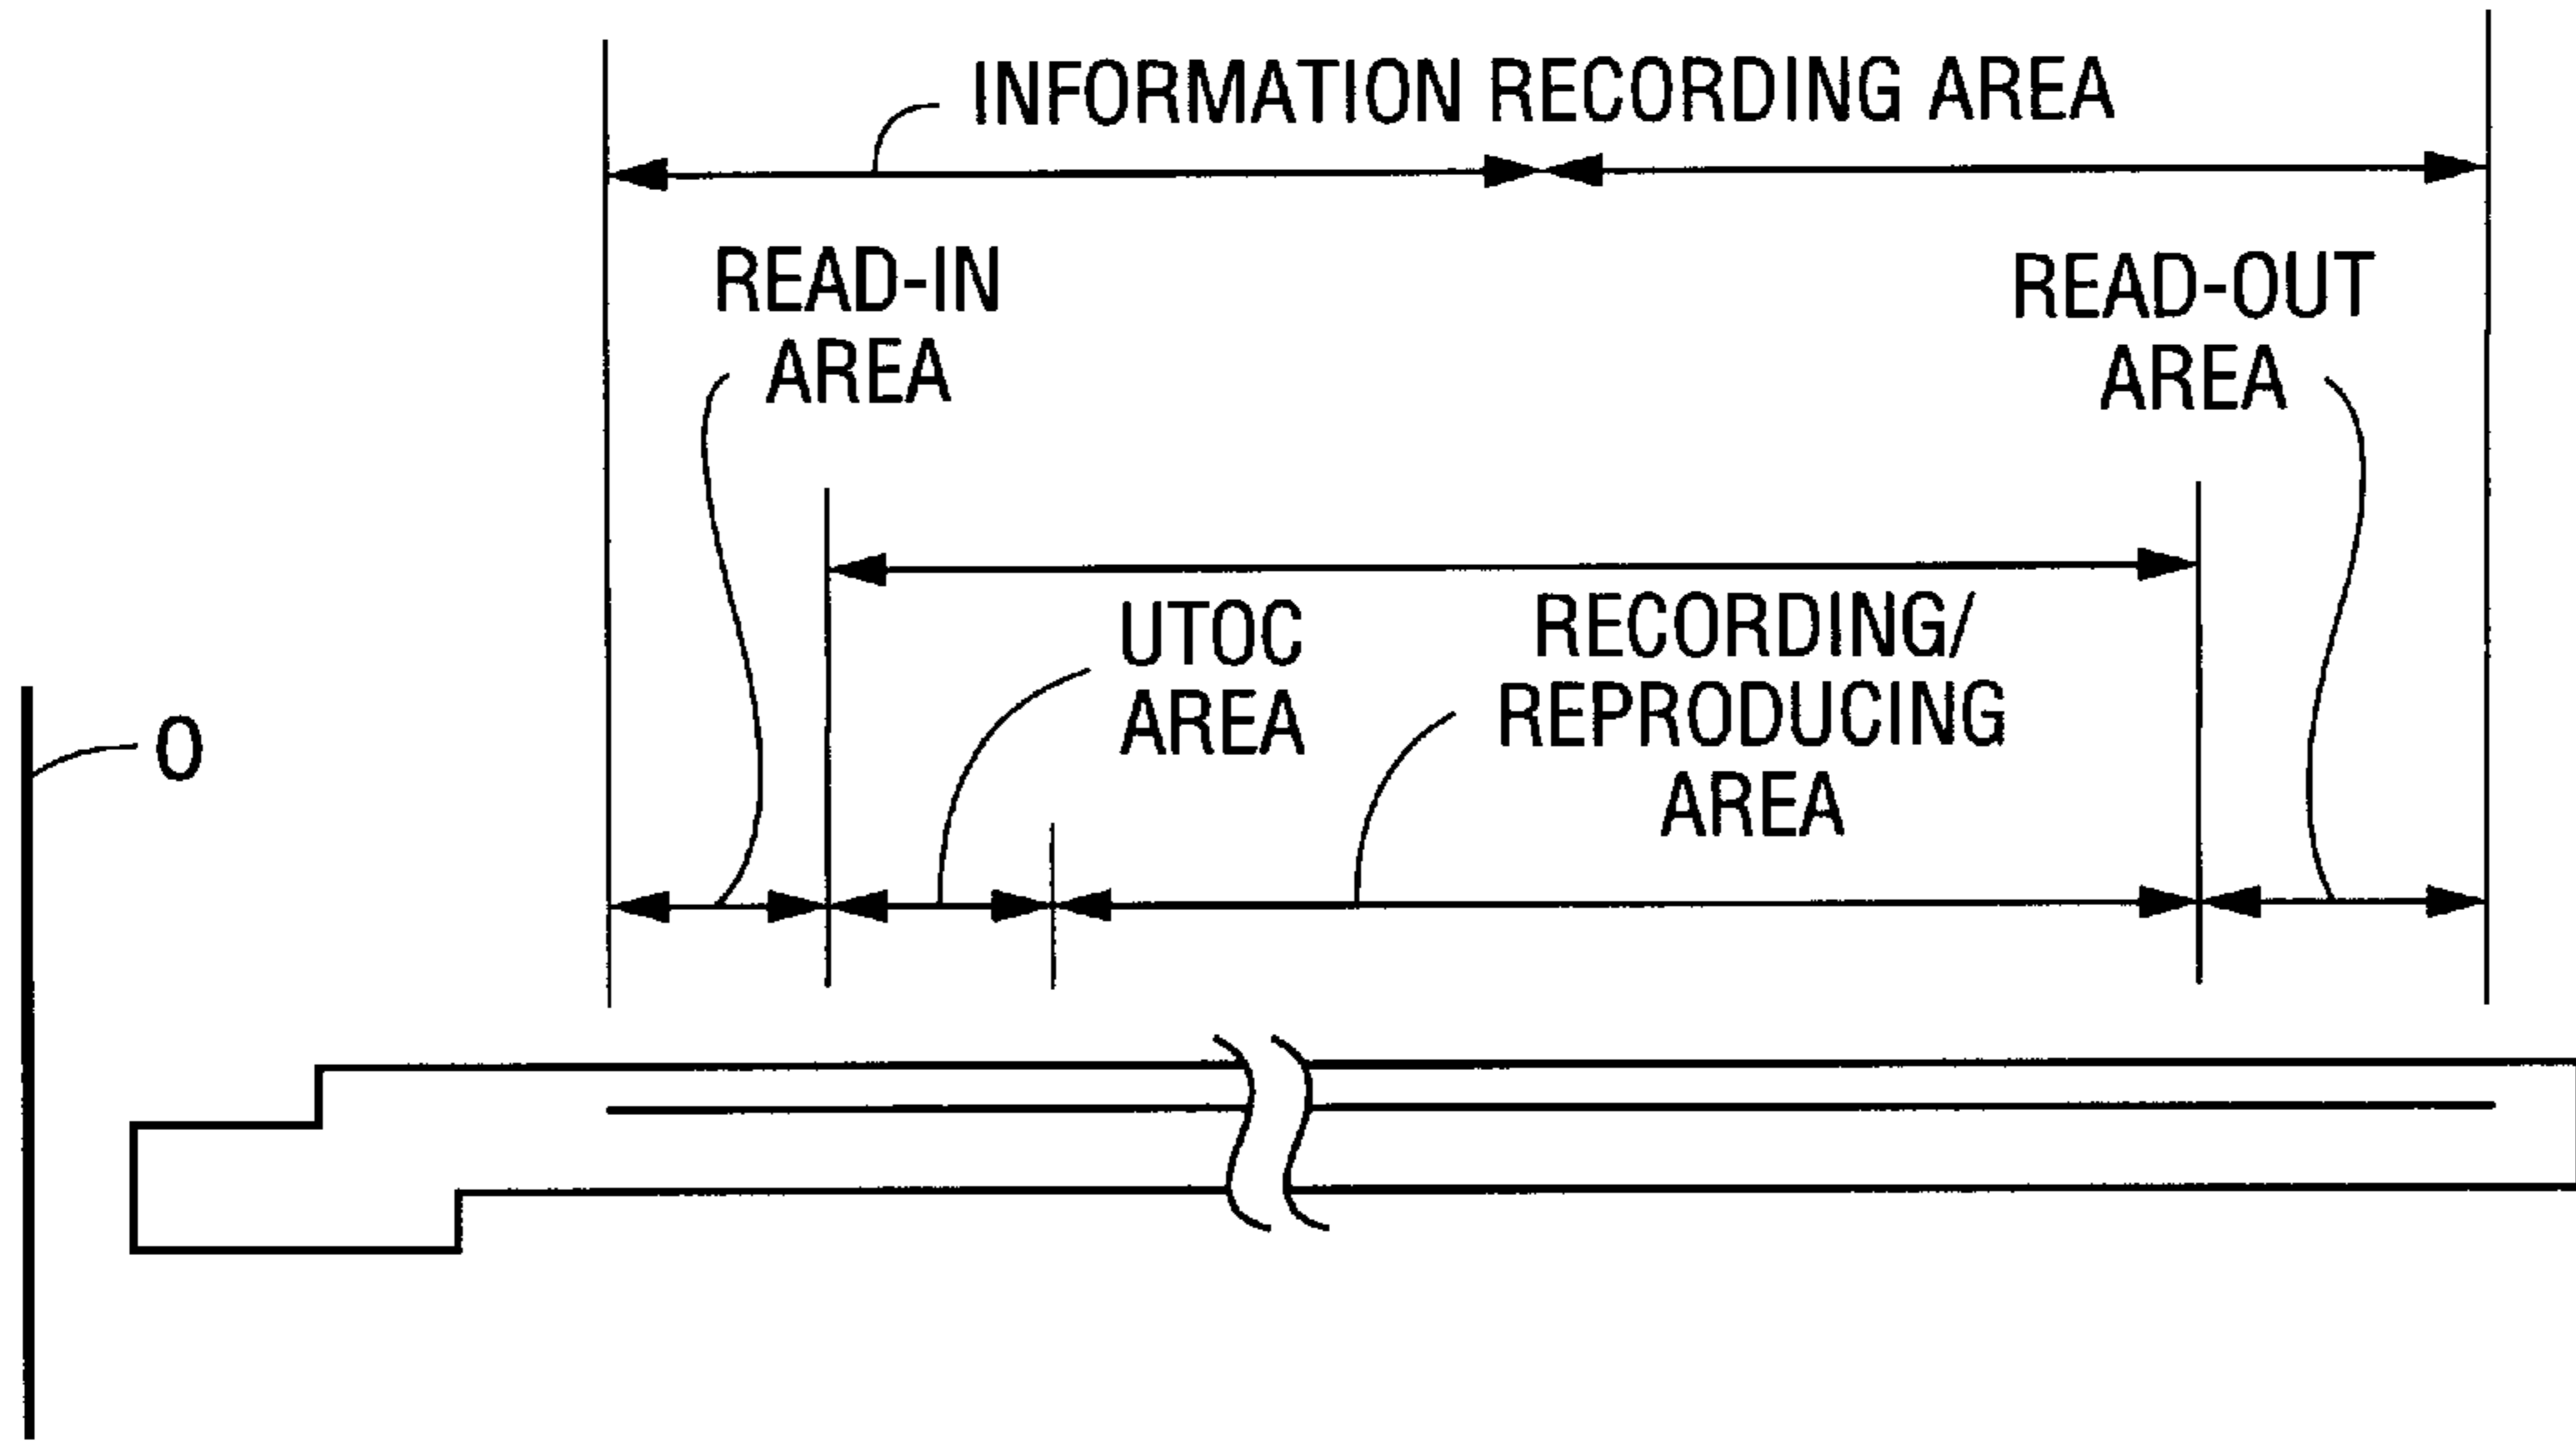 INFORMATION RECORDING AREA
READ-IN
AREA
READ-OUT
AREA
UTOC
AREA
RECORDING/
REPRODUCING
AREA
O